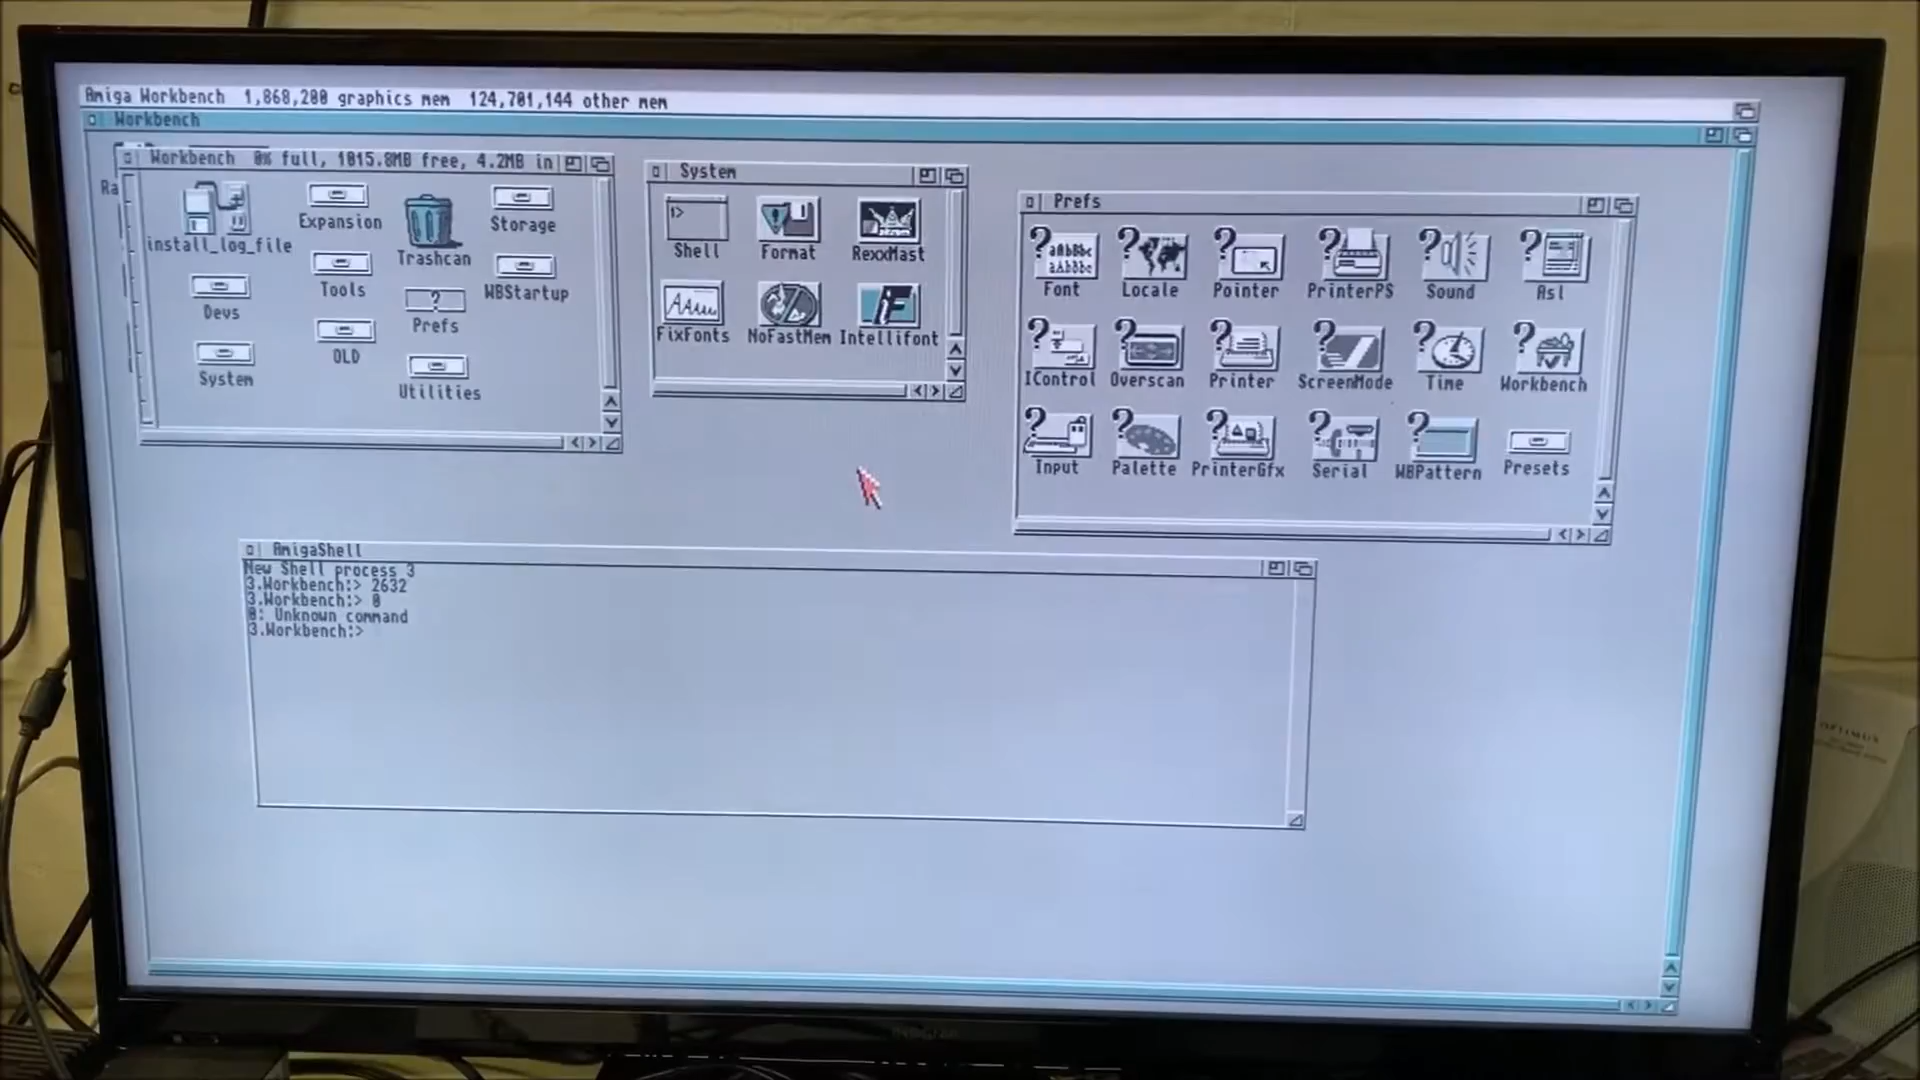 Amiga Workbench 1,868,200 graphics mem 124,701,144 other mem
Workbench
Workbench 0% full, 1015.8MB free, 4.2MB in
install_log_file
Expansion
Trashcan
Storage
Devs
Tools
Prefs
WBStartup
System
OLD
Utilities
System
1>
Shell
Format
RexxMast
FixFonts
NoFastMem
Intellifont
Prefs
Font
Locale
Pointer
PrinterPS
Sound
Asl
IControl
Overscan
Printer
ScreenMode
Time
Workbench
Input
Palette
PrinterGfx
Serial
WBPattern
Presets
AmigaShell
New Shell process 3
3.Workbench:> 2632
3.Workbench:> 0
0: Unknown command
3.Workbench:>